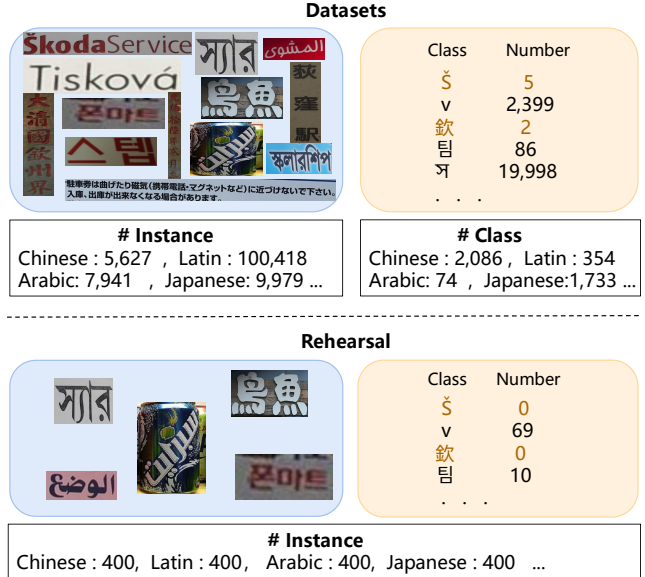 Datasets
ŠkodaService
স্যার
المشوى
Tiskova
荻窪駅
大清國欽州界
폰마트
鳥魚
스텝
স্কলারশিপ
駐車券は曲げたり磁気(携帯電話・マグネットなど)に近づけないで下さい。
入庫、出庫が出来なくなる場合があります。
Class Number
Š 5
v 2,399
欽 2
팀 86
স 19,998
. . .
# Instance
Chinese : 5,627 , Latin : 100,418
Arabic: 7,941 , Japanese: 9,979 ...
# Class
Chinese : 2,086 , Latin : 354
Arabic: 74 , Japanese:1,733 ...
Rehearsal
স্যার
鳥魚
الوضع
폰마트
Class Number
Š 0
v 69
欽 0
팀 10
. . .
# Instance
Chinese : 400, Latin : 400, Arabic : 400, Japanese : 400 ...